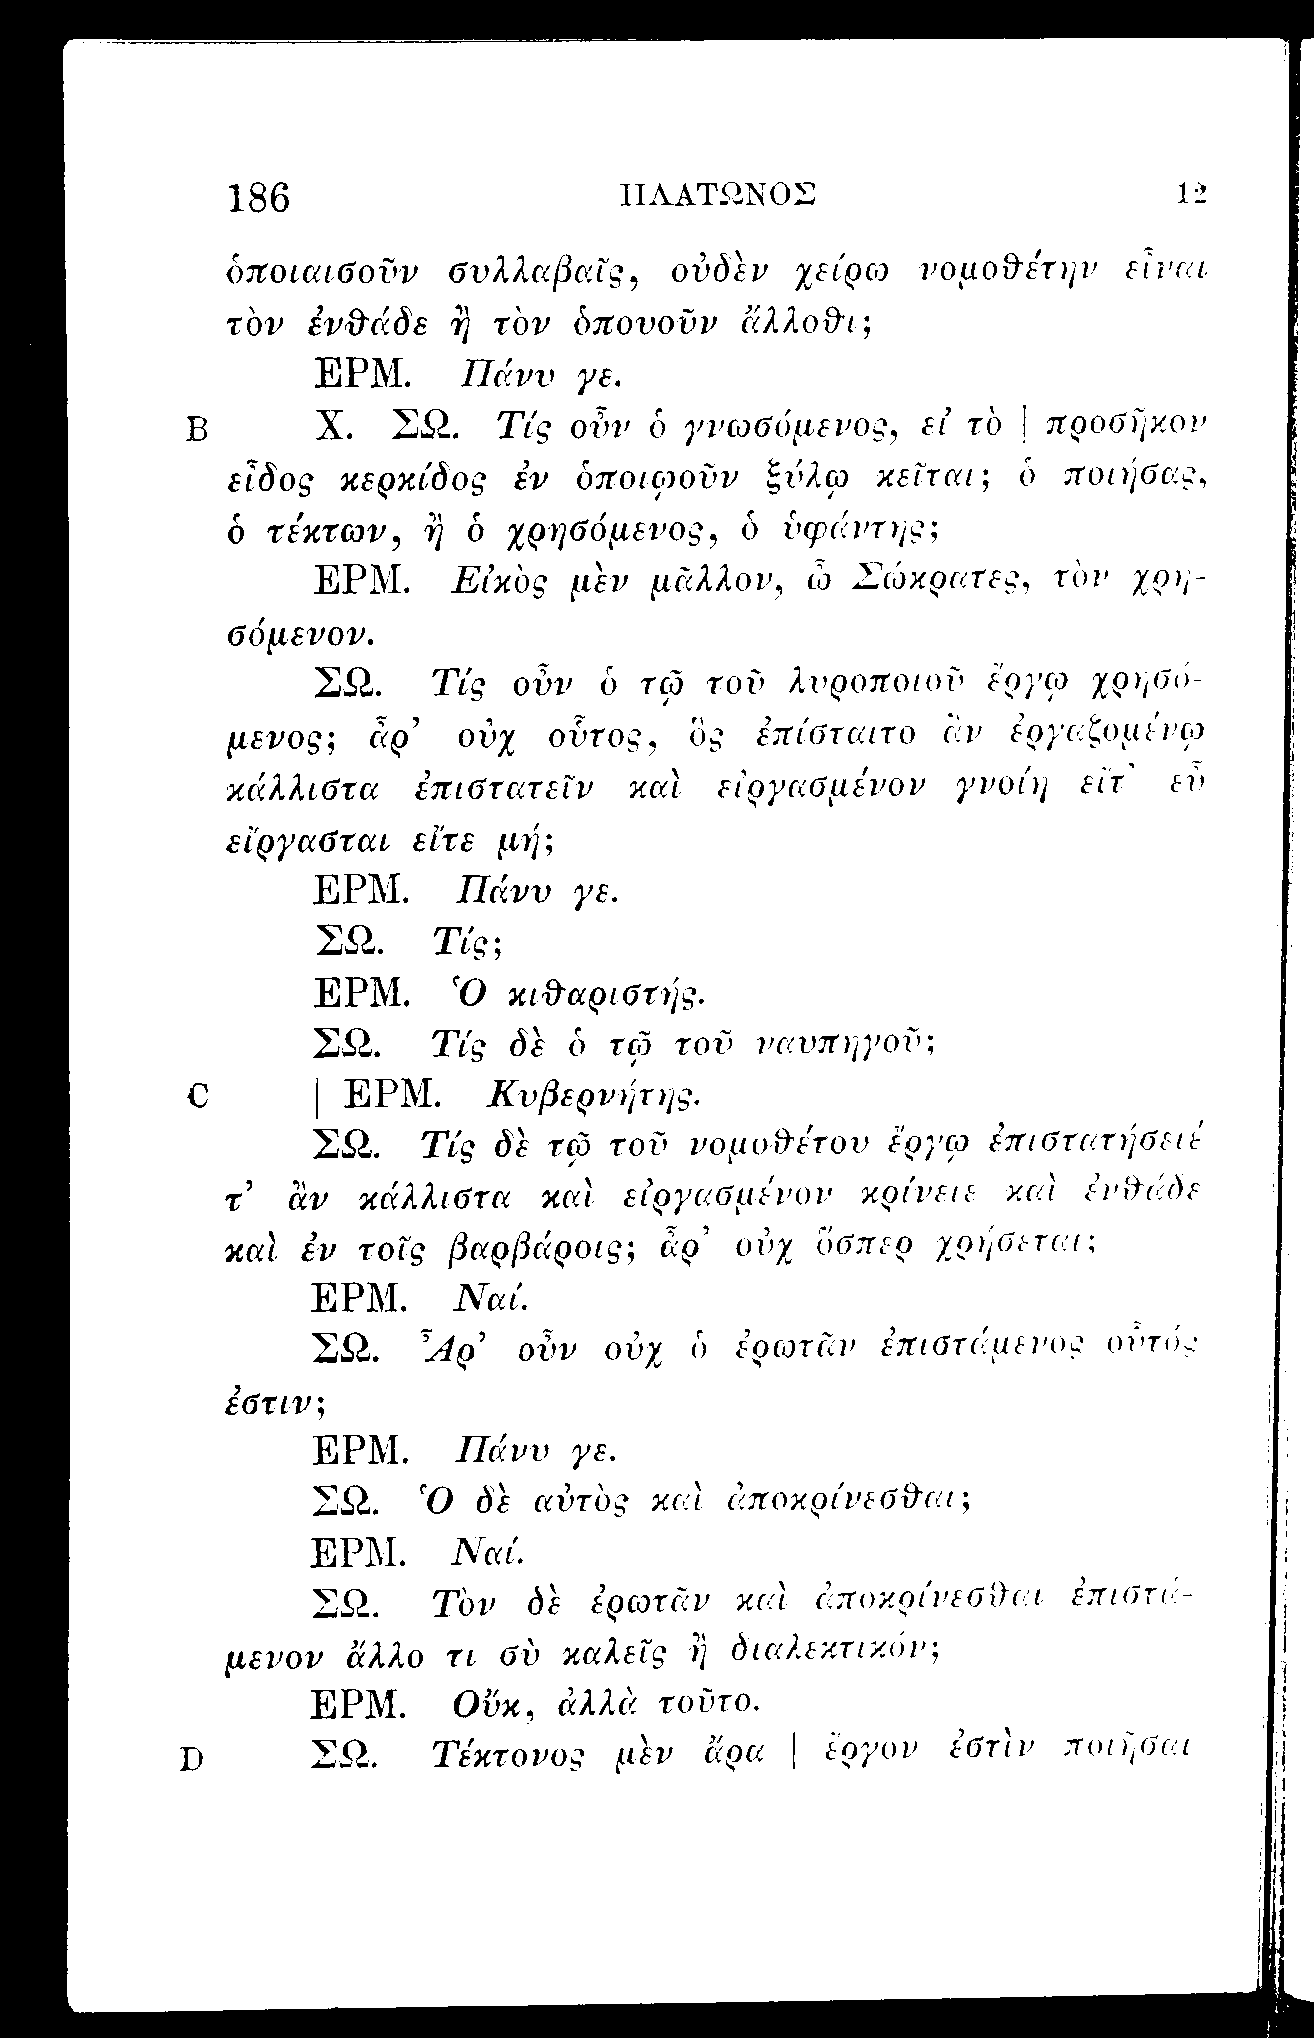 186 ΠΛΑΤΩΝΟΣ 12
ὁποιαισοῦν συλλαβαῖς, οὐδὲν χείρω νομοθέτην εἶναι
τὸν ἐνθάδε ἢ τὸν ὁπουοῦν ἄλλοθι;
ΕΡΜ. Πάνυ γε.
B Χ. ΣΩ. Τίς οὖν ὁ γνωσόμενος, εἰ τὸ | προσῆκον
εἶδος κερκίδος ἐν ὁποιῳοῦν ξύλῳ κεῖται; ὁ ποιήσας,
ὁ τέκτων, ἢ ὁ χρησόμενος, ὁ ὑφάντης;
ΕΡΜ. Εἰκὸς μὲν μᾶλλον, ὦ Σώκρατες, τὸν χρη-
σόμενον.
ΣΩ. Τίς οὖν ὁ τῷ τοῦ λυροποιοῦ ἔργῳ χρησό-
μενος; ἆρ’ οὐχ οὗτος, ὃς ἐπίσταιτο ἂν ἐργαζομένῳ
κάλλιστα ἐπιστατεῖν καὶ εἰργασμένον γνοίη εἴτ’ εὖ
εἴργασται εἴτε μή;
ΕΡΜ. Πάνυ γε.
ΣΩ. Τίς;
ΕΡΜ. Ὁ κιθαριστής.
ΣΩ. Τίς δὲ ὁ τῷ τοῦ ναυπηγοῦ;
C | ΕΡΜ. Κυβερνήτης.
ΣΩ. Τίς δὲ τῷ τοῦ νομοθέτου ἔργῳ ἐπιστατήσειέ
τ’ ἂν κάλλιστα καὶ εἰργασμένον κρίνειε καὶ ἐνθάδε
καὶ ἐν τοῖς βαρβάροις; ἆρ’ οὐχ ὅσπερ χρήσεται;
ΕΡΜ. Ναί.
ΣΩ. Ἆρ’ οὖν οὐχ ὁ ἐρωτᾶν ἐπιστάμενος οὗτός
ἐστιν;
ΕΡΜ. Πάνυ γε.
ΣΩ. Ὁ δὲ αὐτὸς καὶ ἀποκρίνεσθαι;
ΕΡΜ. Ναί.
ΣΩ. Τὸν δὲ ἐρωτᾶν καὶ ἀποκρίνεσθαι ἐπιστά-
μενον ἄλλο τι σὺ καλεῖς ἢ διαλεκτικόν;
ΕΡΜ. Οὔκ, ἀλλὰ τοῦτο.
D ΣΩ. Τέκτονος μὲν ἄρα | ἔργον ἐστὶν ποιῆσαι